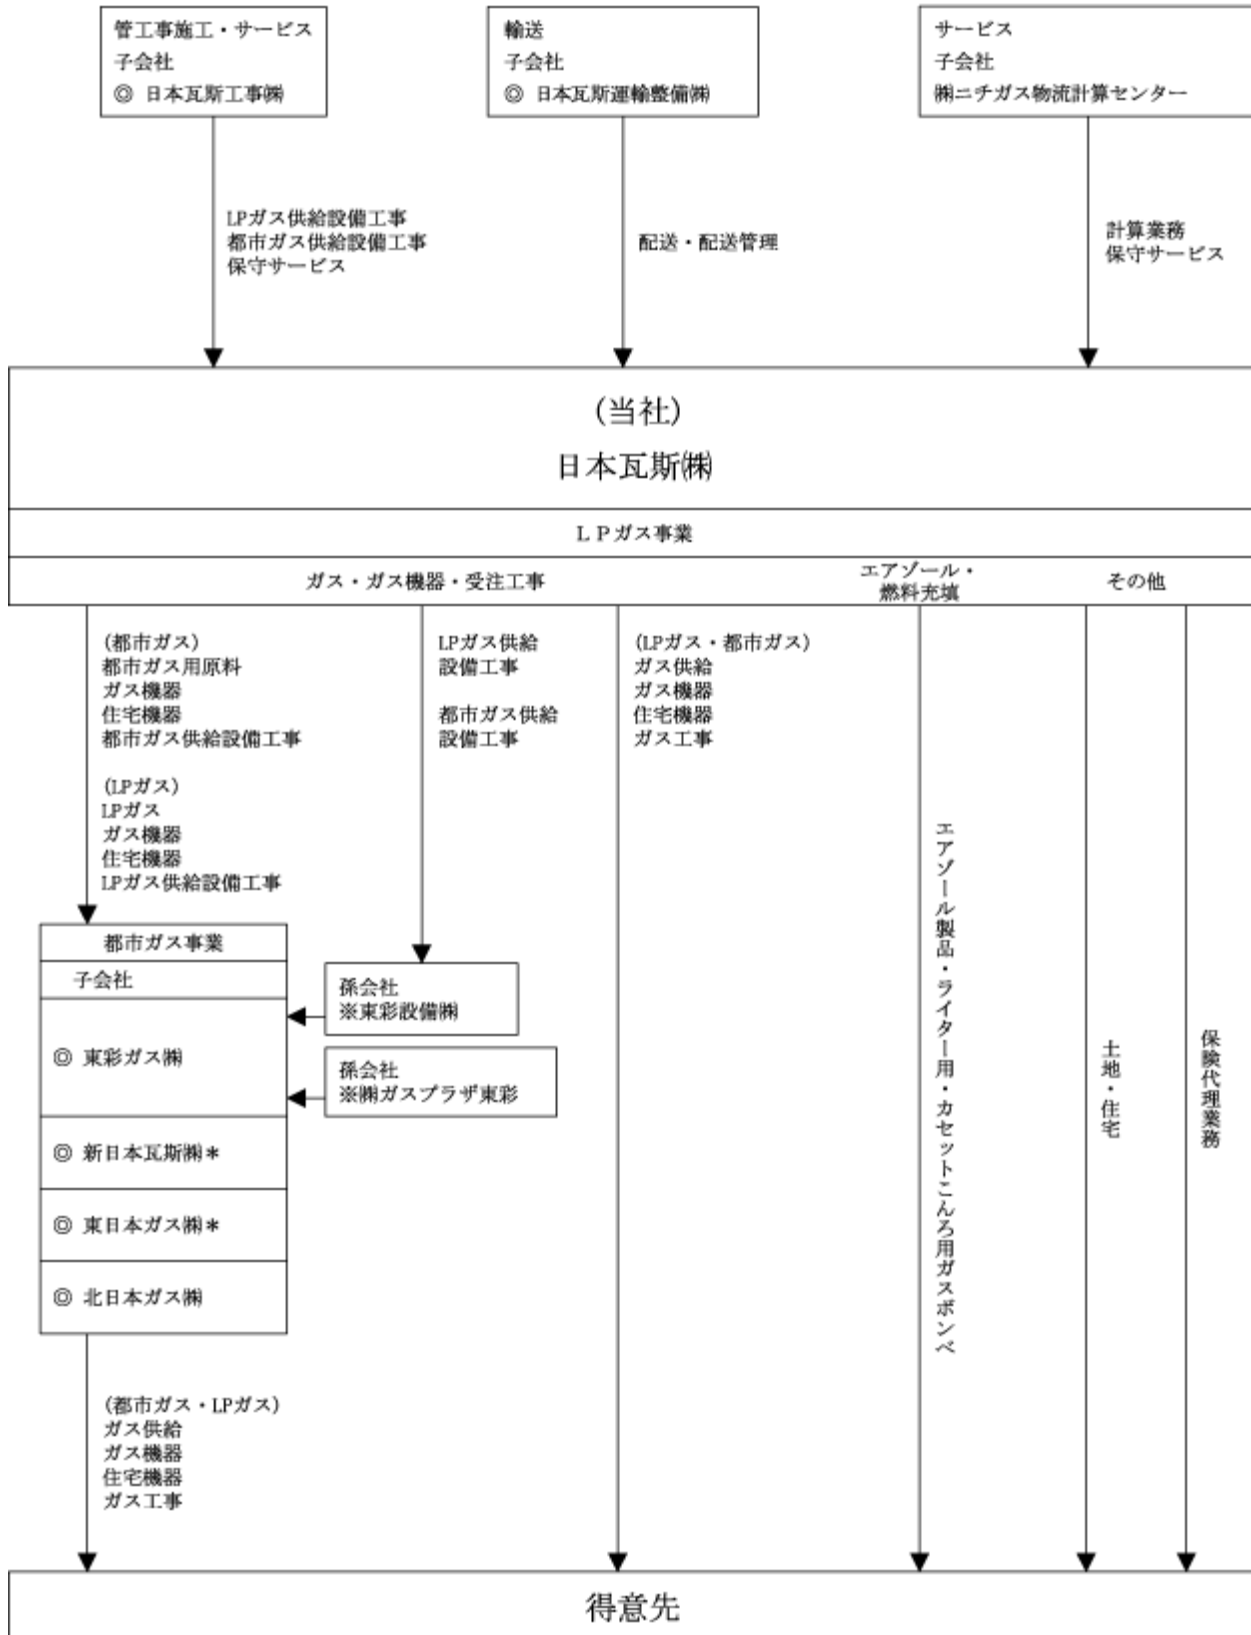 管工事施工・サービス
子会社
◎ 日本瓦斯工事㈱
輸送
子会社
◎ 日本瓦斯運輸整備㈱
サービス
子会社
㈱ニチガス物流計算センター
LPガス供給設備工事
都市ガス供給設備工事
保守サービス
配送・配送管理
計算業務
保守サービス
(当社)
日本瓦斯㈱
ＬＰガス事業
ガス・ガス機器・受注工事
エアゾール・
燃料充填
その他
(都市ガス)
都市ガス用原料
ガス機器
住宅機器
都市ガス供給設備工事
(LPガス)
LPガス
ガス機器
住宅機器
LPガス供給設備工事
LPガス供給
設備工事
都市ガス供給
設備工事
(LPガス・都市ガス)
ガス供給
ガス機器
住宅機器
ガス工事
エアゾール製品・ライター用・カセットこんろ用ガスボンベ
土地・住宅
保険代理業務
都市ガス事業
子会社
◎ 東彩ガス㈱
◎ 新日本瓦斯㈱＊
◎ 東日本ガス㈱＊
◎ 北日本ガス㈱
孫会社
※東彩設備㈱
孫会社
※㈱ガスプラザ東彩
(都市ガス・LPガス)
ガス供給
ガス機器
住宅機器
ガス工事
得意先